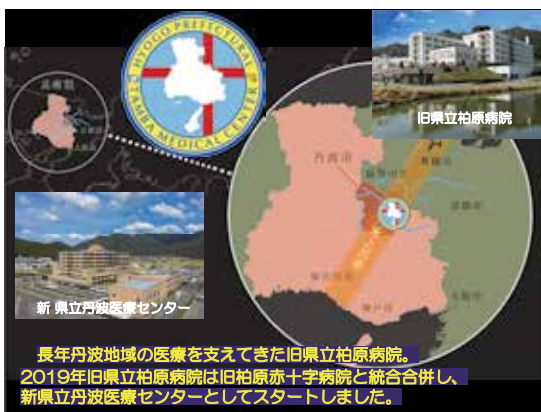 HYOGO PREFECTURAL
TAMBA MEDICAL CENTER
兵庫県
旧県立柏原病院
丹波市
神戸市
新 県立丹波医療センター
長年丹波地域の医療を支えてきた旧県立柏原病院。
2019年旧県立柏原病院は旧柏原赤十字病院と統合合併し、
新県立丹波医療センターとしてスタートしました。